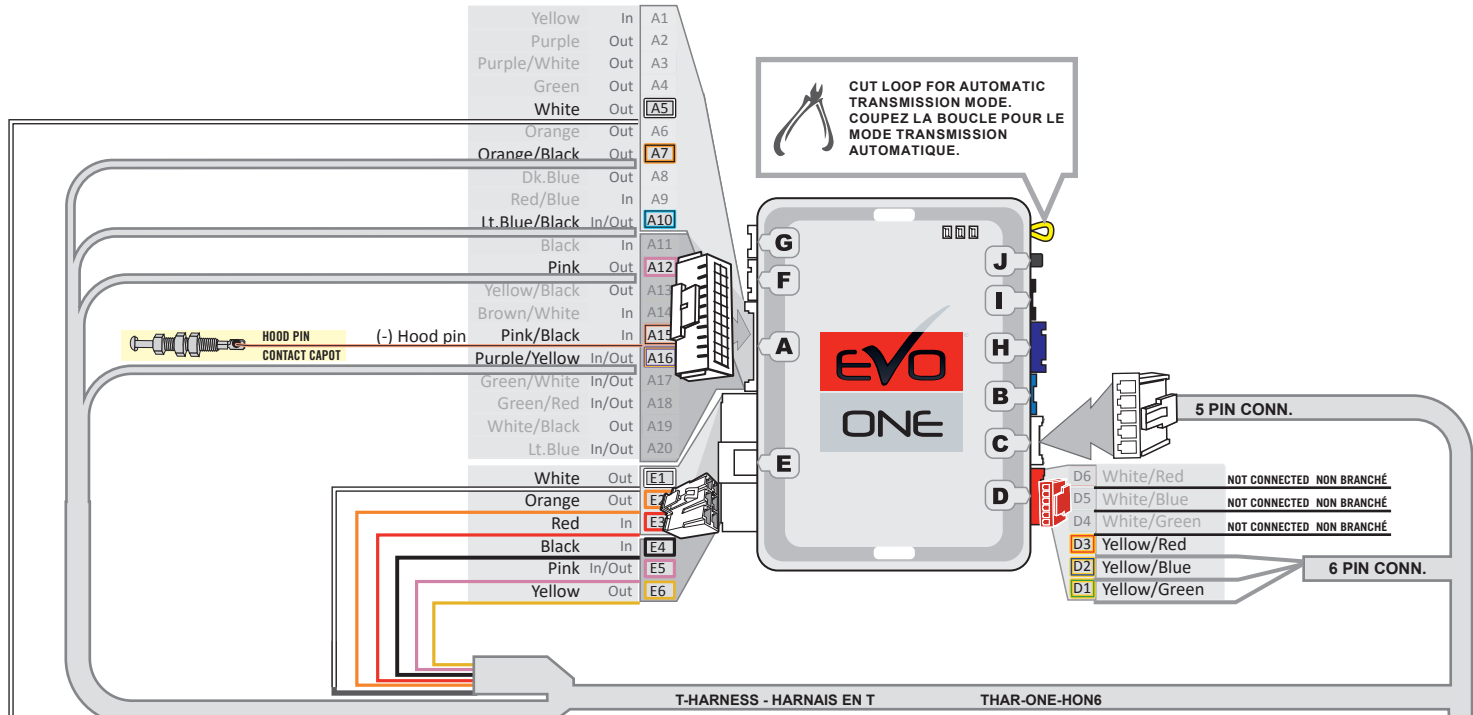 Yellow In A1
Purple Out A2
Purple/White Out A3
Green Out A4
White Out A5
Orange Out A6
Orange/Black Out A7
Dk.Blue Out A8
Red/Blue In A9
Lt.Blue/Black In/Out A10
Black In A11
Pink Out A12
Yellow/Black Out A13
Brown/White In A14
HOOD PIN
CONTACT CAPOT
(-) Hood pin Pink/Black In A15
Purple/Yellow In/Out A16
Green/White In/Out A17
Green/Red In/Out A18
White/Black Out A19
Lt.Blue In/Out A20
White Out E1
Orange Out E2
Red In E3
Black In E4
Pink In/Out E5
Yellow Out E6
CUT LOOP FOR AUTOMATIC
TRANSMISSION MODE.
COUPEZ LA BOUCLE POUR LE
MODE TRANSMISSION
AUTOMATIQUE.
G
F
A
E
J
I
H
B
C
D
EVO
ONE
5 PIN CONN.
D6 White/Red NOT CONNECTED NON BRANCHÉ
D5 White/Blue NOT CONNECTED NON BRANCHÉ
D4 White/Green NOT CONNECTED NON BRANCHÉ
D3 Yellow/Red
D2 Yellow/Blue
D1 Yellow/Green
6 PIN CONN.
T-HARNESS - HARNAIS EN T THAR-ONE-HON6